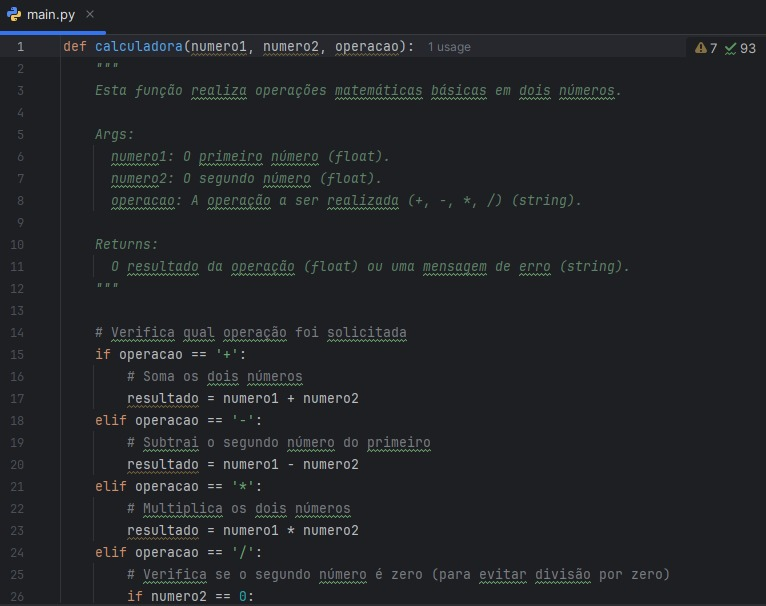 main.py
1 def calculadora(numero1, numero2, operacao): 1 usage 7 93
2 """
3 Esta função realiza operações matemáticas básicas em dois números.
4
5 Args:
6 numero1: O primeiro número (float).
7 numero2: O segundo número (float).
8 operacao: A operação a ser realizada (+, -, *, /) (string).
9
10 Returns:
11 O resultado da operação (float) ou uma mensagem de erro (string).
12 """
13
14 # Verifica qual operação foi solicitada
15 if operacao == '+':
16 # Soma os dois números
17 resultado = numero1 + numero2
18 elif operacao == '-':
19 # Subtrai o segundo número do primeiro
20 resultado = numero1 - numero2
21 elif operacao == '*':
22 # Multiplica os dois números
23 resultado = numero1 * numero2
24 elif operacao == '/':
25 # Verifica se o segundo número é zero (para evitar divisão por zero)
26 if numero2 == 0: